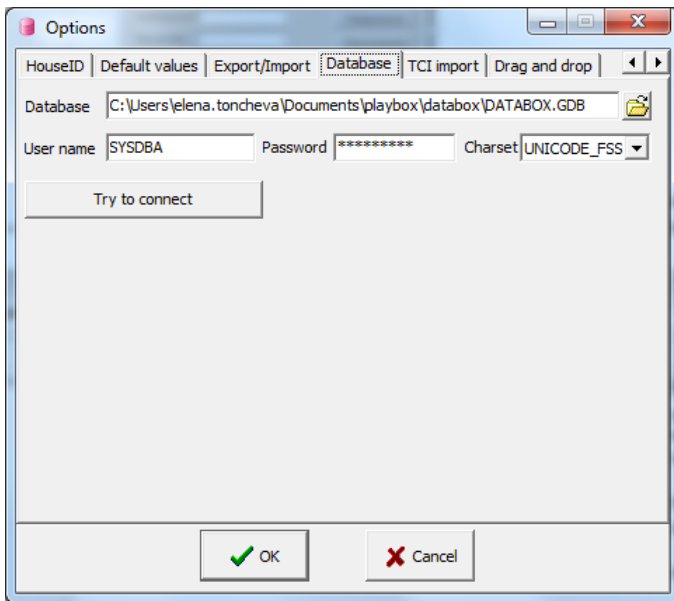 Options
HouseID Default values Export/Import Database TCI import Drag and drop
Database C:\Users\elena.toncheva\Documents\playbox\databox\DATABOX.GDB
User name SYSDBA Password ********* Charset UNICODE_FSS
Try to connect
OK Cancel